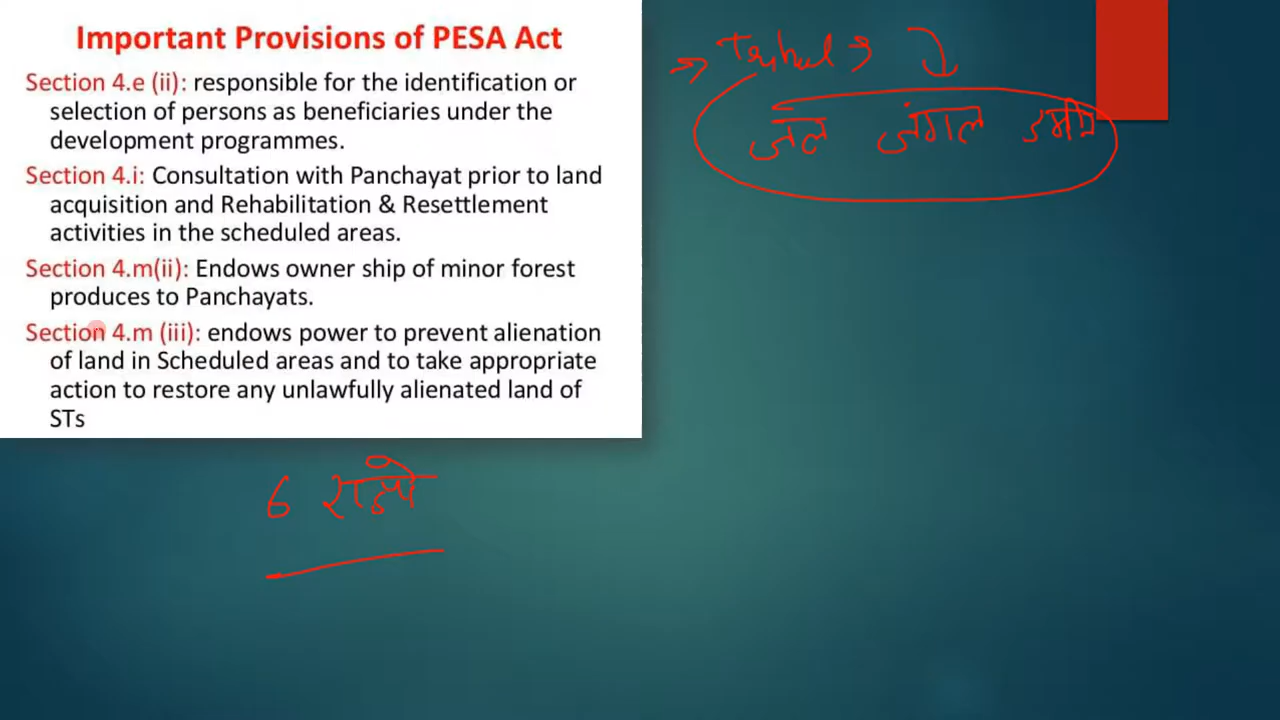 Important Provisions of PESA Act
Section 4.e (ii): responsible for the identification or
selection of persons as beneficiaries under the
development programmes.
Section 4.i: Consultation with Panchayat prior to land
acquisition and Rehabilitation & Resettlement
activities in the scheduled areas.
Section 4.m(ii): Endows owner ship of minor forest
produces to Panchayats.
Section 4.m (iii): endows power to prevent alienation
of land in Scheduled areas and to take appropriate
action to restore any unlawfully alienated land of
STs
Tribal
जल जंगल जमीन
6 राज्यों